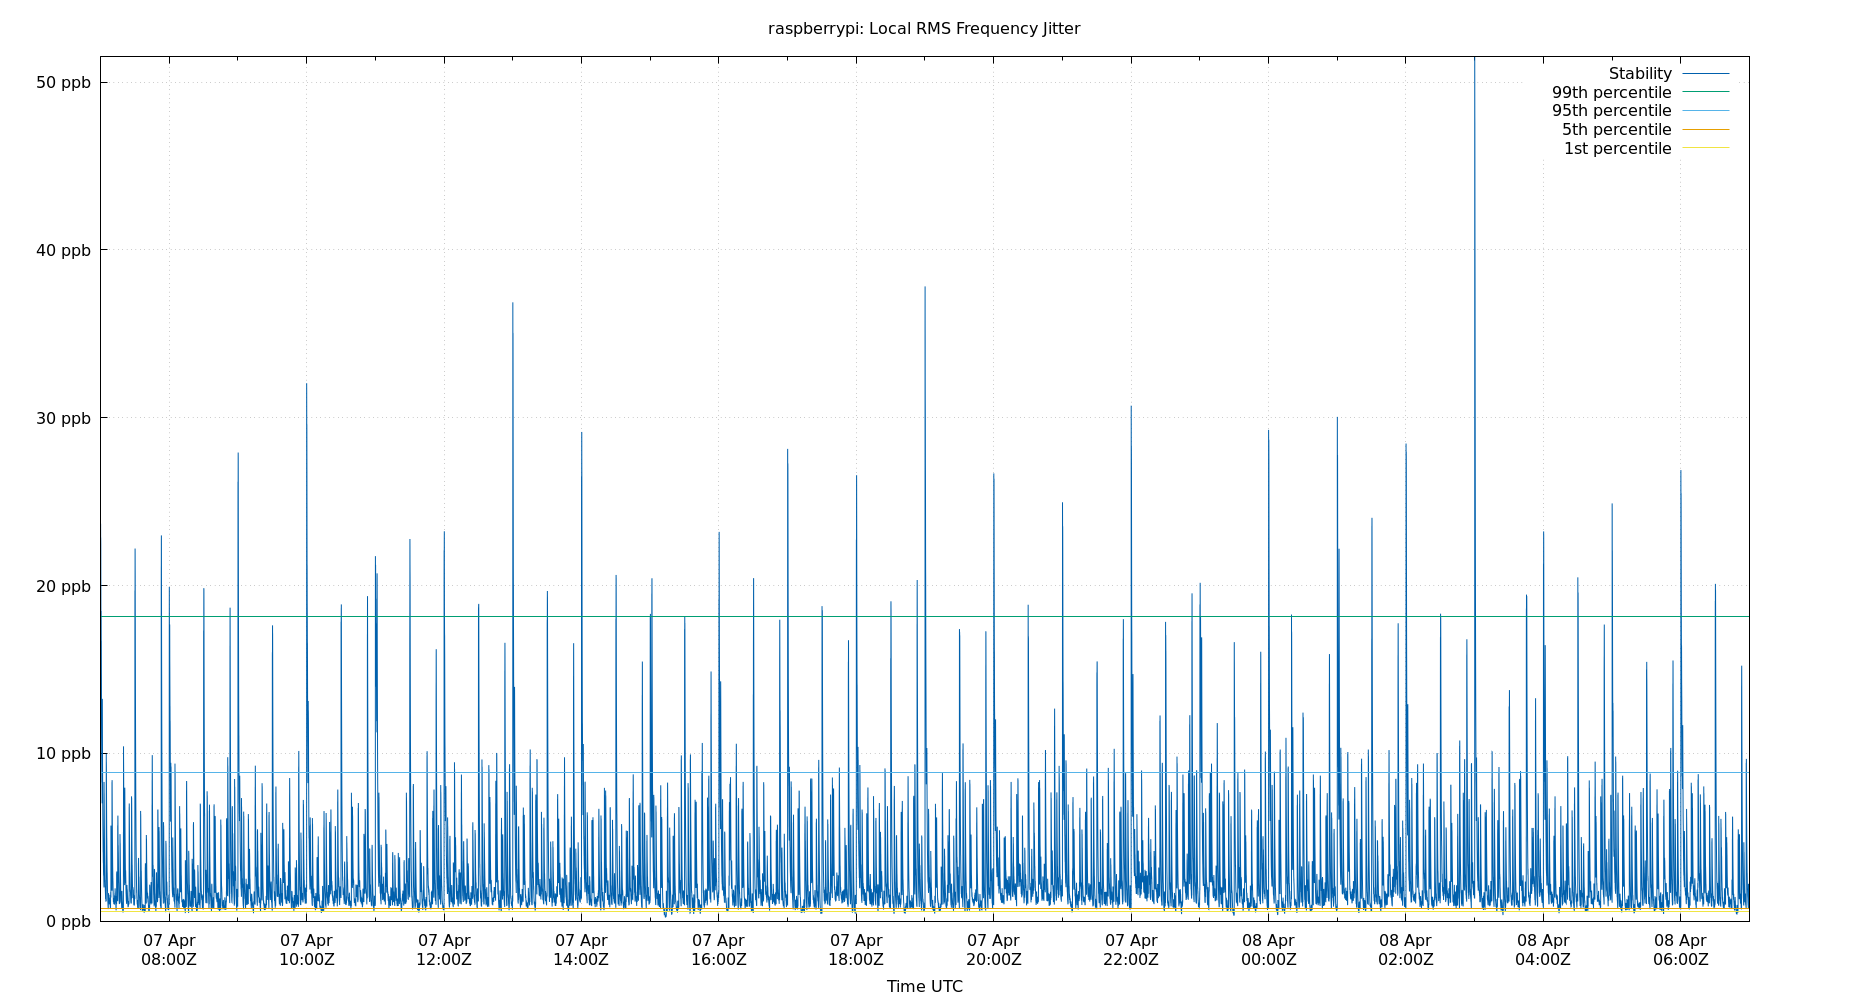 raspberrypi: Local RMS Frequency Jitter
50 ppb
40 ppb
30 ppb
20 ppb
10 ppb
0 ppb
Stability
99th percentile
95th percentile
5th percentile
1st percentile
07 Apr 07 Apr 07 Apr 07 Apr 07 Apr 07 Apr 07 Apr 07 Apr 08 Apr 08 Apr 08 Apr 08 Apr
08:00Z 10:00Z 12:00Z 14:00Z 16:00Z 18:00Z 20:00Z 22:00Z 00:00Z 02:00Z 04:00Z 06:00Z
Time UTC